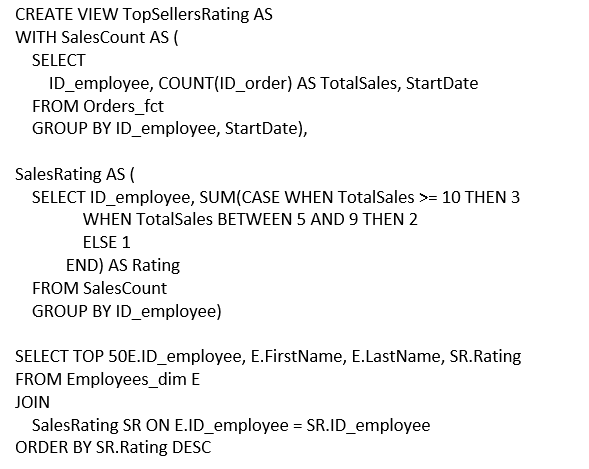 CREATE VIEW TopSellersRating AS
WITH SalesCount AS (
SELECT
ID_employee, COUNT(ID_order) AS TotalSales, StartDate
FROM Orders_fct
GROUP BY ID_employee, StartDate),
SalesRating AS (
SELECT ID_employee, SUM(CASE WHEN TotalSales >= 10 THEN 3
WHEN TotalSales BETWEEN 5 AND 9 THEN 2
ELSE 1
END) AS Rating
FROM SalesCount
GROUP BY ID_employee)
SELECT TOP 50E.ID_employee, E.FirstName, E.LastName, SR.Rating
FROM Employees_dim E
JOIN
SalesRating SR ON E.ID_employee = SR.ID_employee
ORDER BY SR.Rating DESC